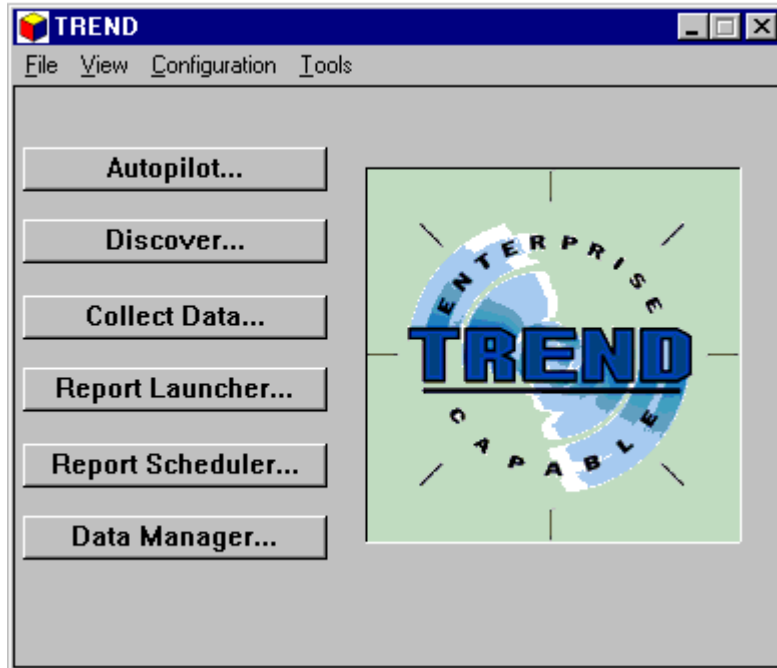 TREND
File View Configuration Tools
Autopilot...
Discover...
Collect Data...
Report Launcher...
Report Scheduler...
Data Manager...
ENTERPRISE
TREND
CAPABLE